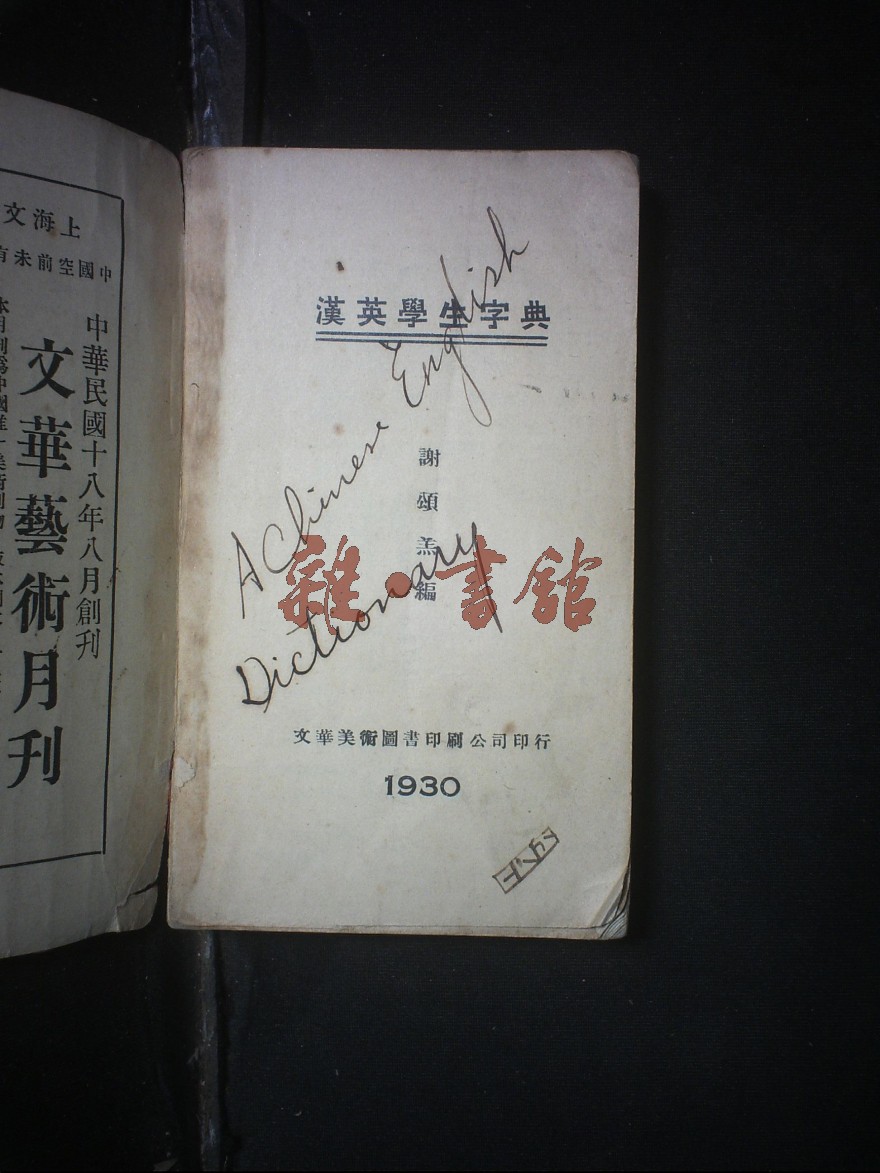 上海文
中國空前未有
中華民國十八年八月創刊
文華藝術月刊
漢英學生字典
A Chinese English
Dictionary
謝頌羔編
雜·書館
文華美術圖書印刷公司印行
1930